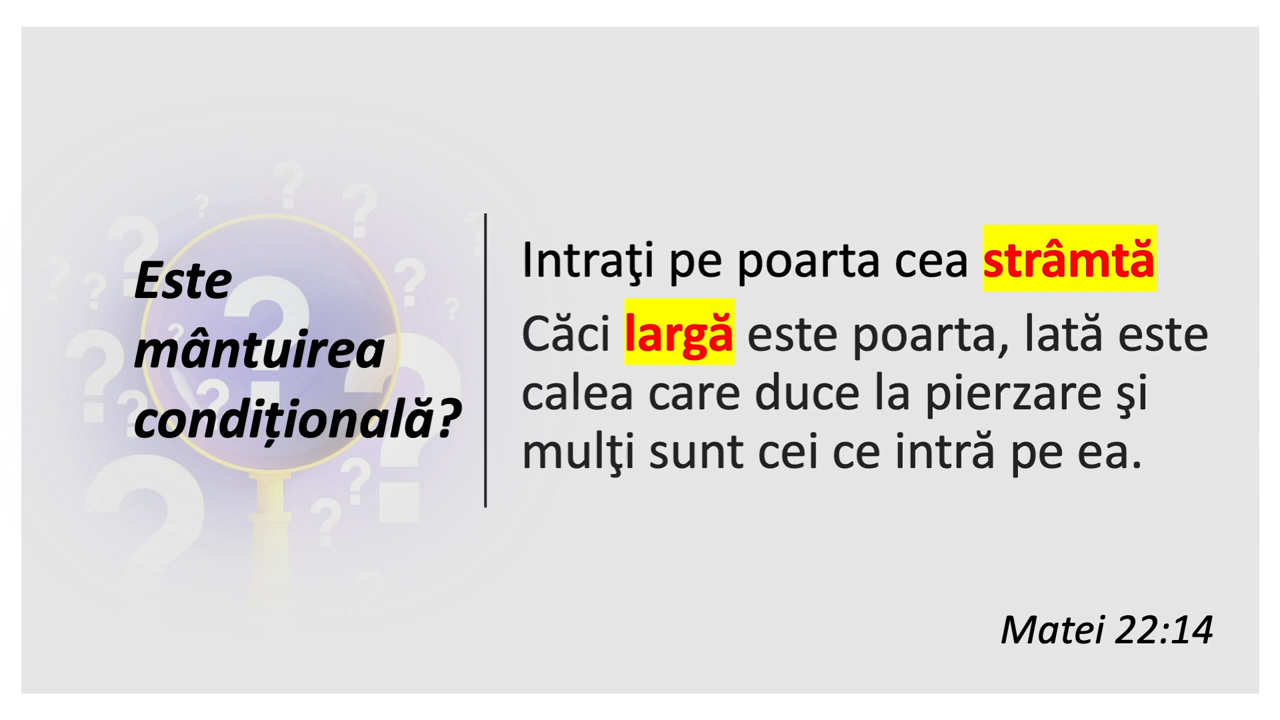 Este
mântuirea
condițională?
Intraţi pe poarta cea strâmtă
Căci largă este poarta, lată este
calea care duce la pierzare şi
mulţi sunt cei ce intră pe ea.
Matei 22:14